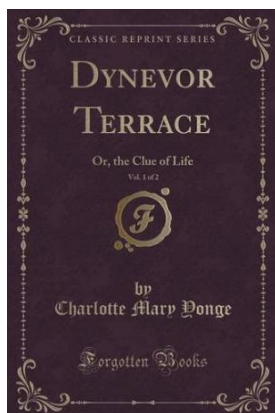 CLASSIC REPRINT SERIES
DYNEVOR
TERRACE
Or, the Clue of Life
Vol. 1 of 2
F
by
Charlotte Mary Yonge
Forgotten Books